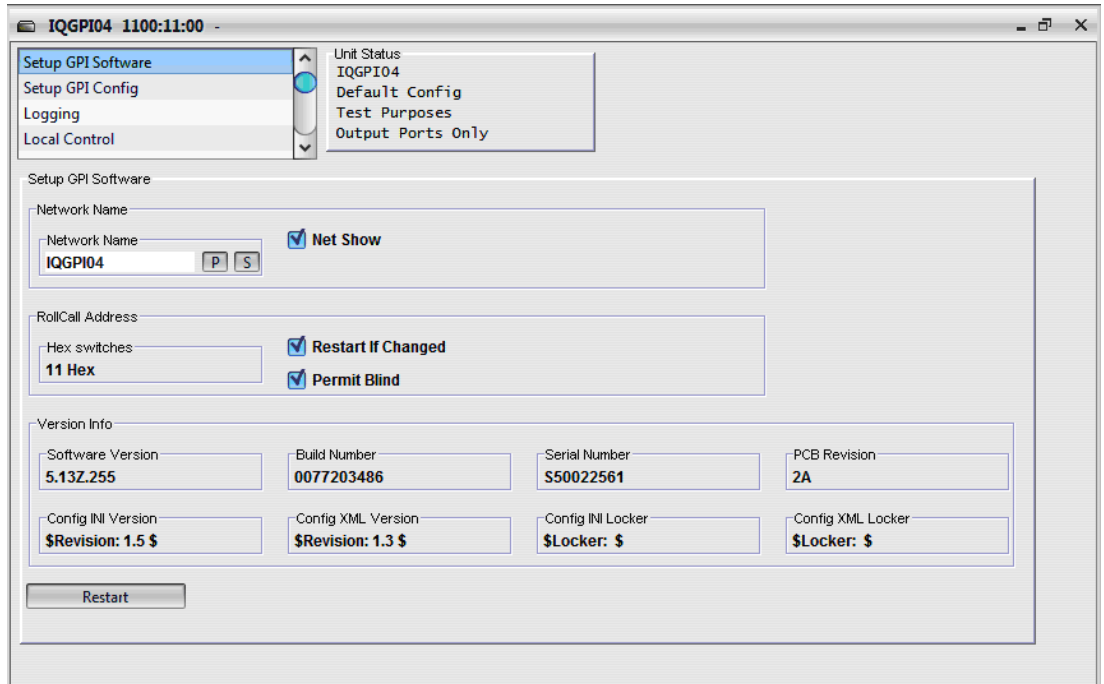 IQGPI04 1100:11:00 -
Setup GPI Software
Setup GPI Config
Logging
Local Control
Unit Status
IQGPI04
Default Config
Test Purposes
Output Ports Only
Setup GPI Software
Network Name
Network Name
IQGPI04 P S
Net Show
RollCall Address
Hex switches
11 Hex
Restart If Changed
Permit Blind
Version Info
Software Version
5.13Z.255
Build Number
0077203486
Serial Number
S50022561
PCB Revision
2A
Config INI Version
$Revision: 1.5 $
Config XML Version
$Revision: 1.3 $
Config INI Locker
$Locker: $
Config XML Locker
$Locker: $
Restart